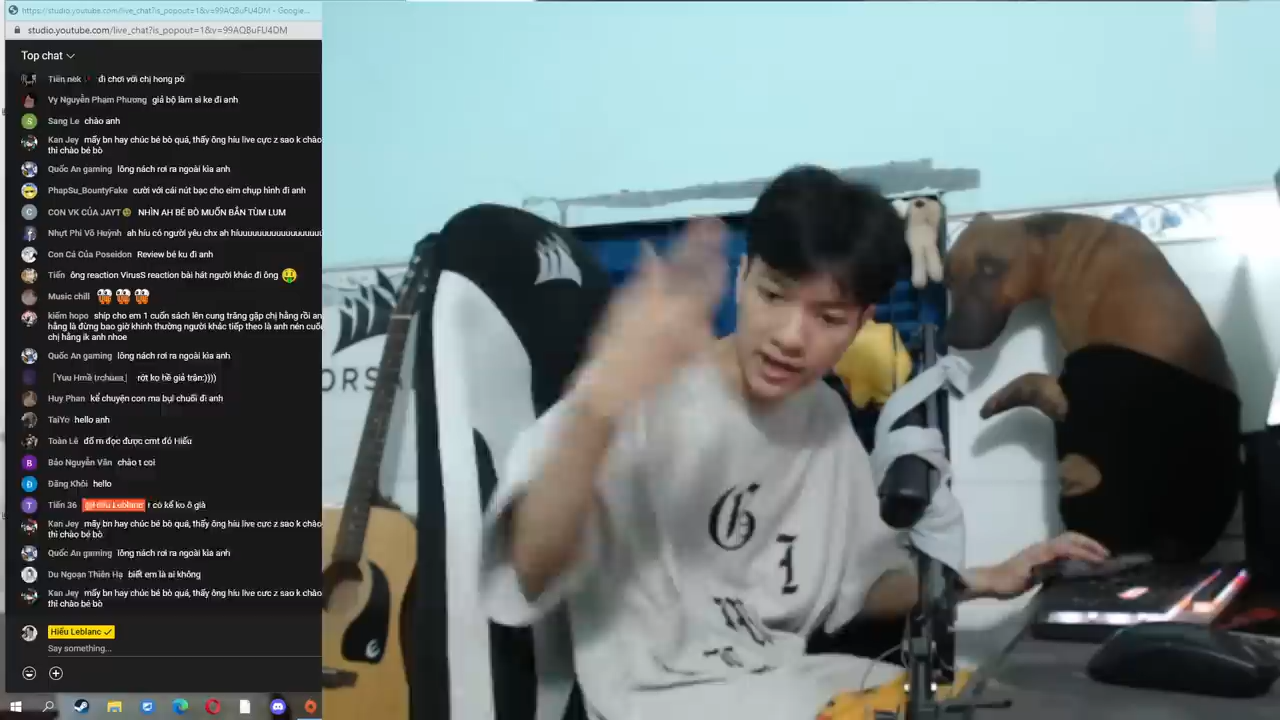 https://studio.youtube.com/live_chat?is_popout=1&v=99AQBuFU4DM - Google...
studio.youtube.com/live_chat?is_popout=1&v=99AQBuFU4DM
Top chat
Tiến nek đi chơi với chị hong pò
Vy Nguyễn Phạm Phương giả bộ làm sì ke đi anh
Sang Le chào anh
Kan Jey mấy bn hay chúc bé bò quá, thấy ông híu live cực z sao k chào
thì chào bé bò
Quốc An gaming lông nách rơi ra ngoài kìa anh
PhapSu_BountyFake cười với cái nút bạc cho eim chụp hình đi anh
CON VK CỦA JAYT NHÌN AH BÉ BÒ MUỐN BẮN TÙM LUM
Nhựt Phi Võ Huỳnh ah híu có người yêu chx ah híuuuuuuuuuuuuuuuuuuuuuuu
Con Cá Của Poseidon Review bé ku đi anh
Tiến ông reaction VirusS reaction bài hát người khác đi ông
Music chill
kiếm hopo shíp cho em 1 cuốn sách lên cung trăng gặp chị hằng rồi an
hằng là đừng bao giờ khinh thường người khác tiếp theo là anh nén cuốn
chị hằng ik anh nhoe
Quốc An gaming lông nách rơi ra ngoài kìa anh
rớt ko hề giả trân:))))
Huy Phan kể chuyện con ma bụi chuối đi anh
TaiYo hello anh
Toàn Lê đố m đọc được cmt đó Hiếu
Bảo Nguyễn Văn chào t coi
Đăng Khôi hello
Tiến 36 @Hiếu Leblanc r có kể ko ô già
Kan Jey mấy bn hay chúc bé bò quá, thấy ông híu live cực z sao k chào
thì chào bé bò
Quốc An gaming lông nách rơi ra ngoài kìa anh
Du Ngoạn Thiên Hạ biết em là ai không
Kan Jey mấy bn hay chúc bé bò quá, thấy ông híu live cực z sao k chào
thì chào bé bò
Hiếu Leblanc
Say something...
ORSA
G
I
M